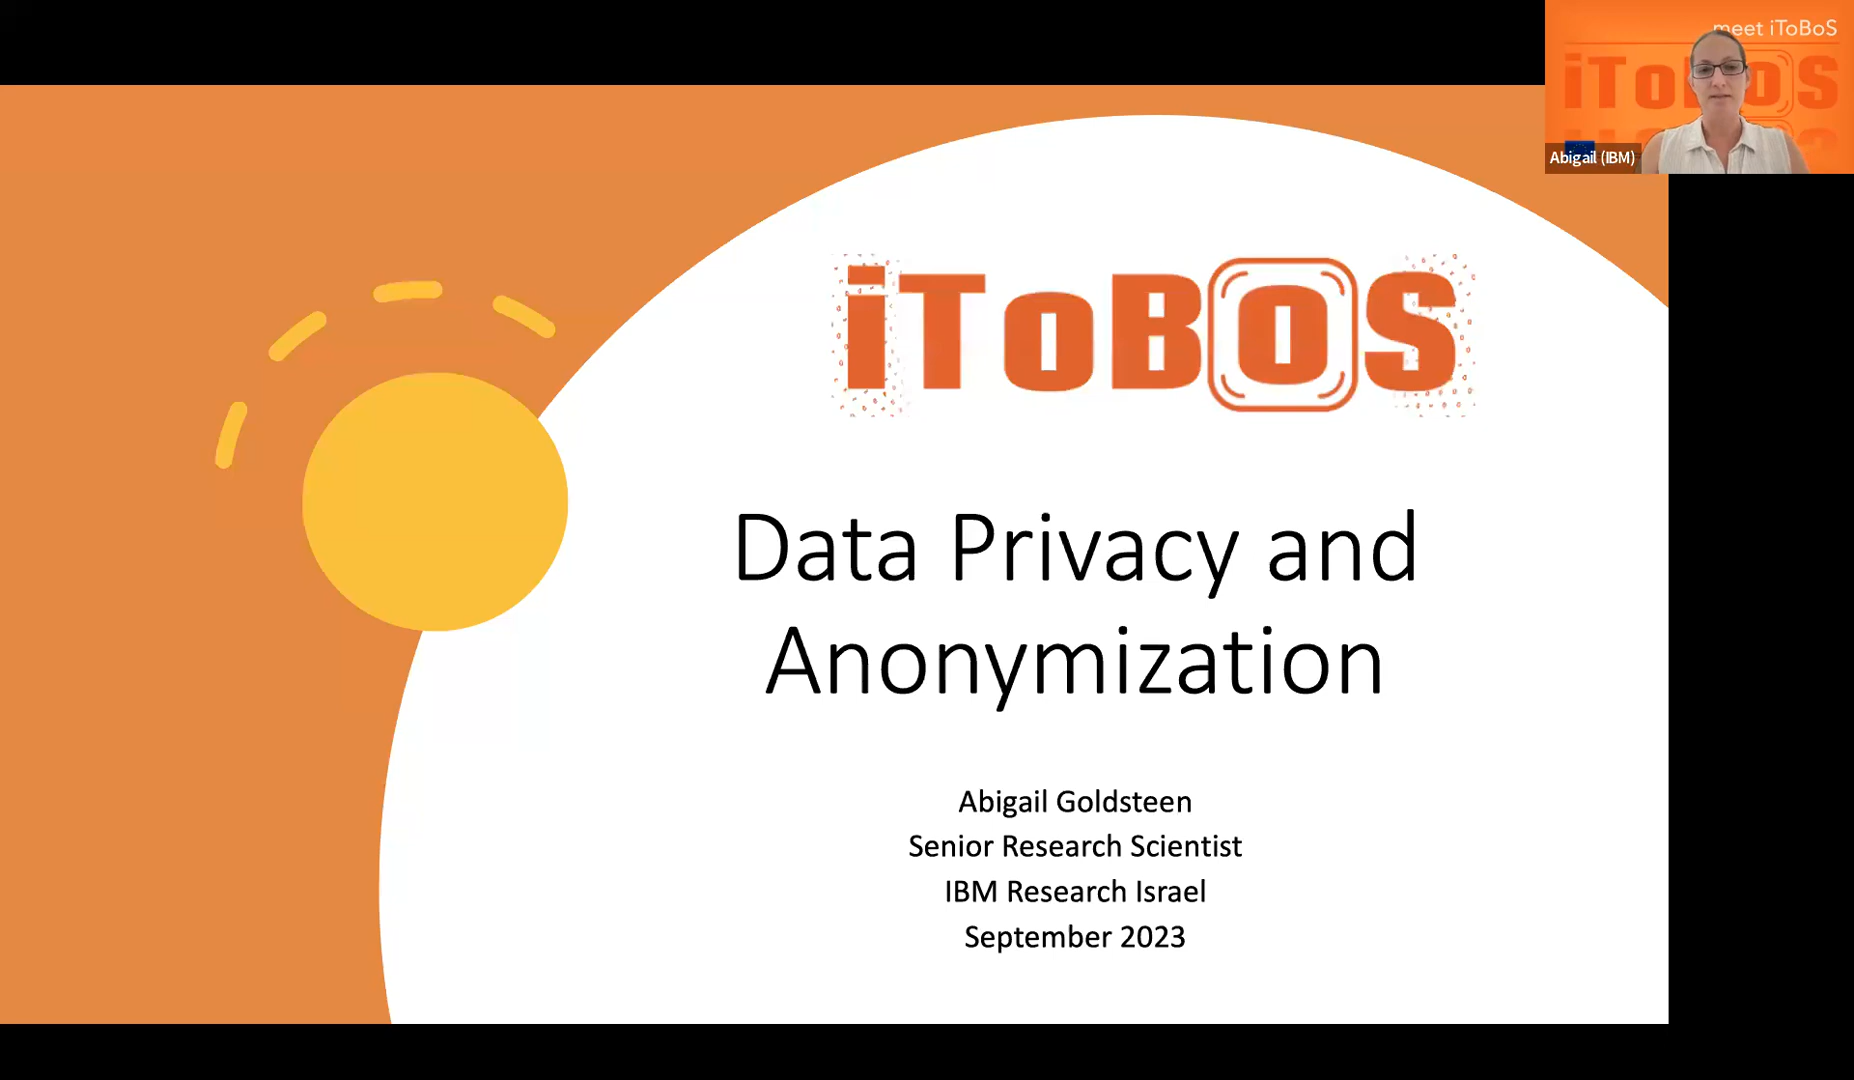 meet iToBoS
iToBoS
Abigail (IBM)
iToBoS
Data Privacy and
Anonymization
Abigail Goldsteen
Senior Research Scientist
IBM Research Israel
September 2023